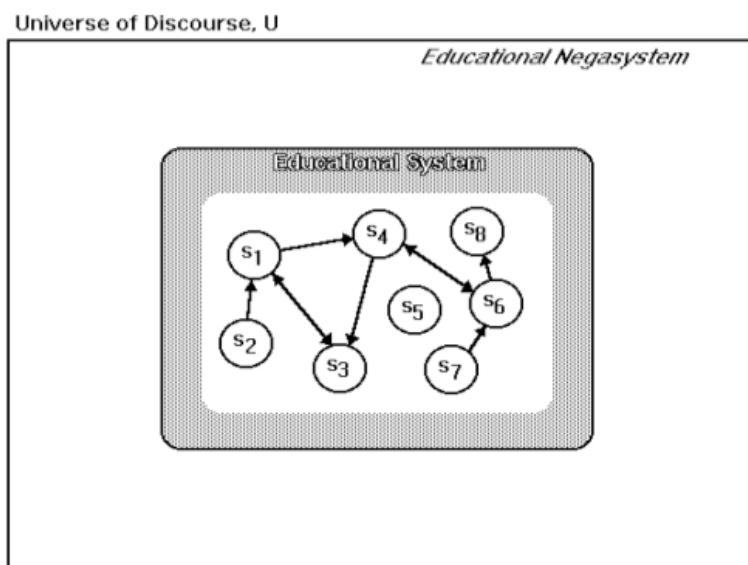 Universe of Discourse, U
Educational Negasystem
Educational System
s4
s8
s1
s6
s5
s2
s3
s7